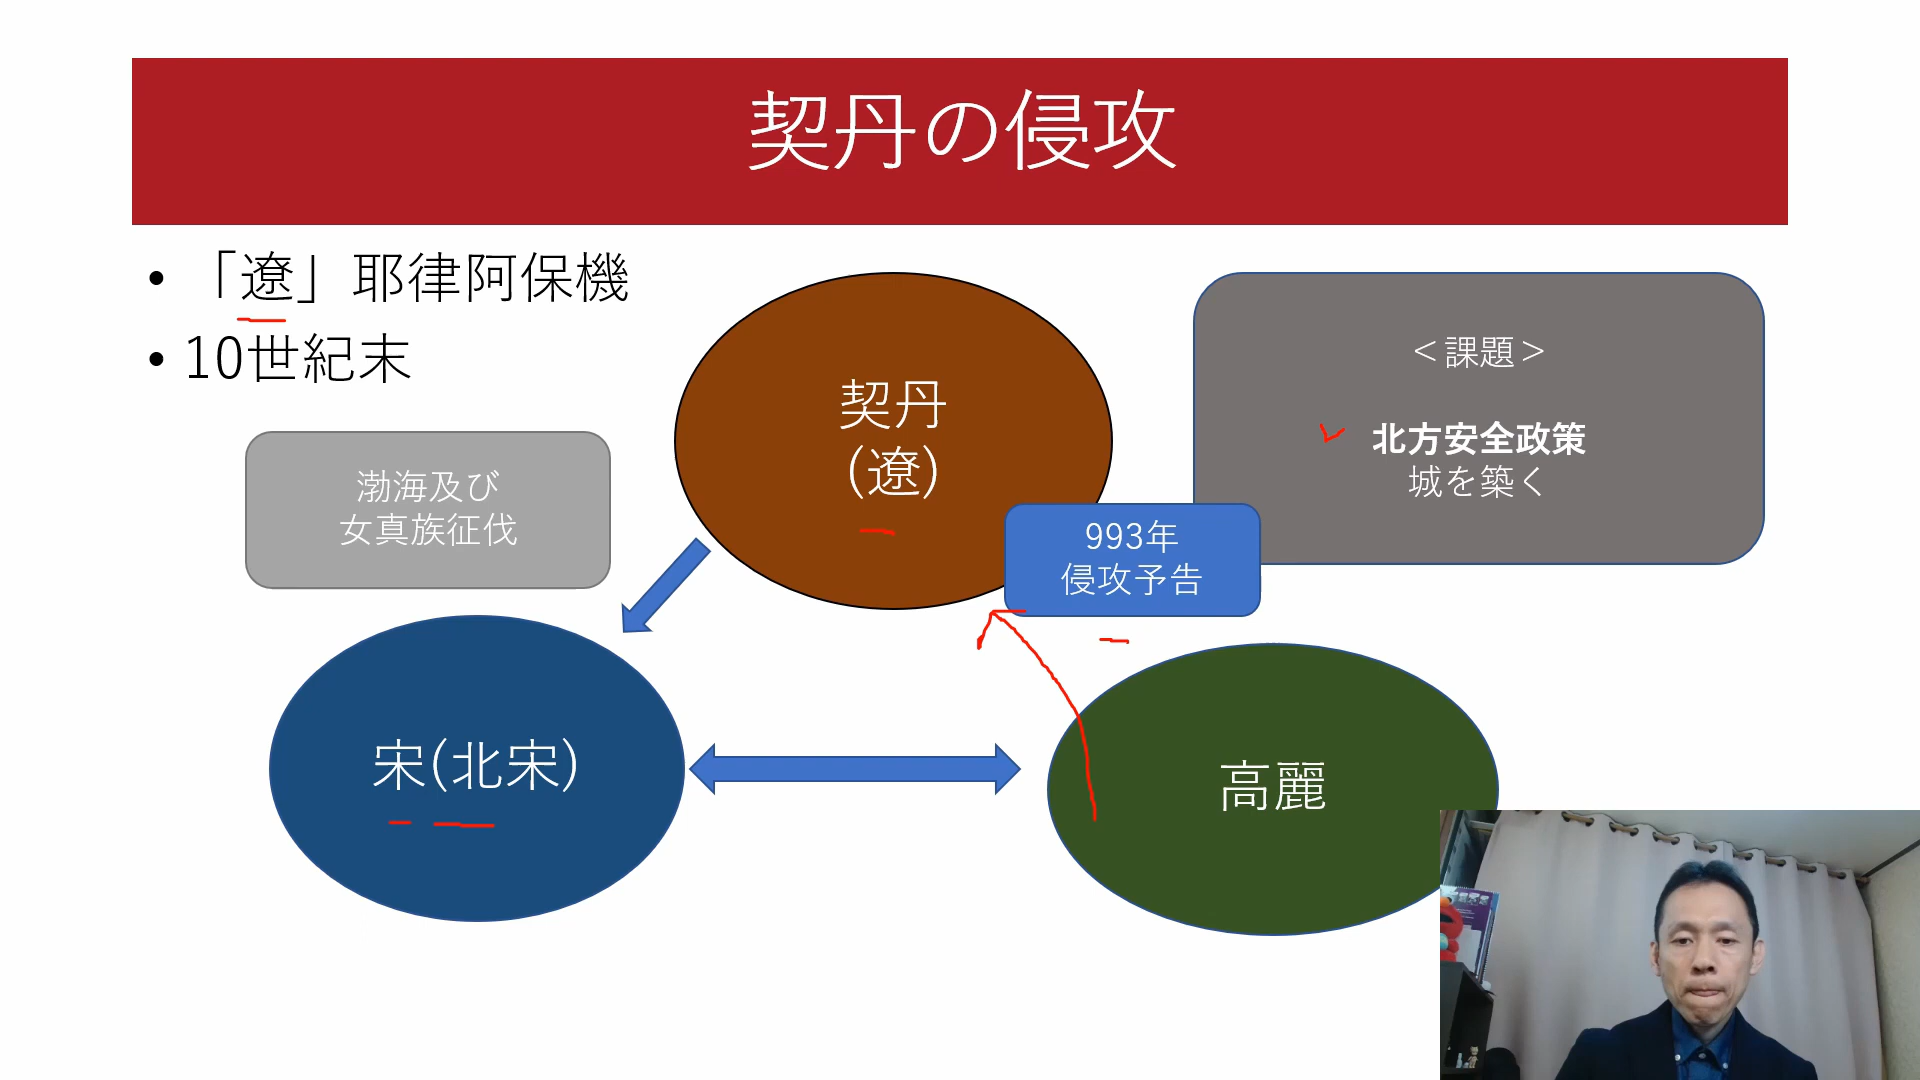 契丹の侵攻
• 「遼」耶律阿保機
• 10世紀末
契丹
(遼)
＜課題＞
北方安全政策
城を築く
渤海及び
女真族征伐
993年
侵攻予告
宋(北宋)
高麗